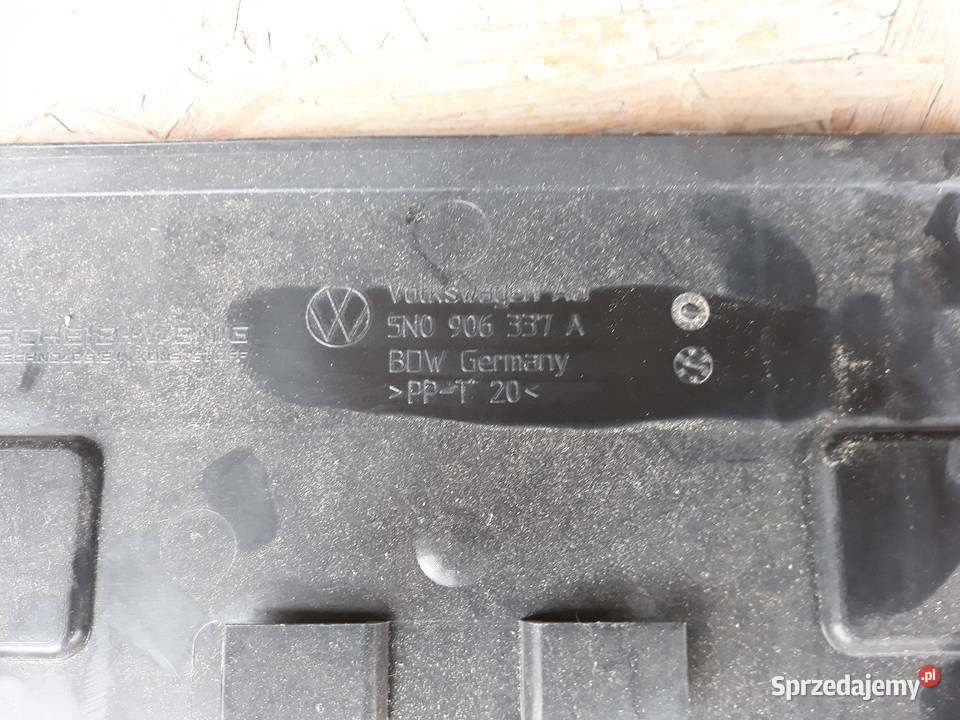 Volkswagen AG
5N0 906 337 A
BDW Germany
>PP-T 20<
Sprzedajemy.pl